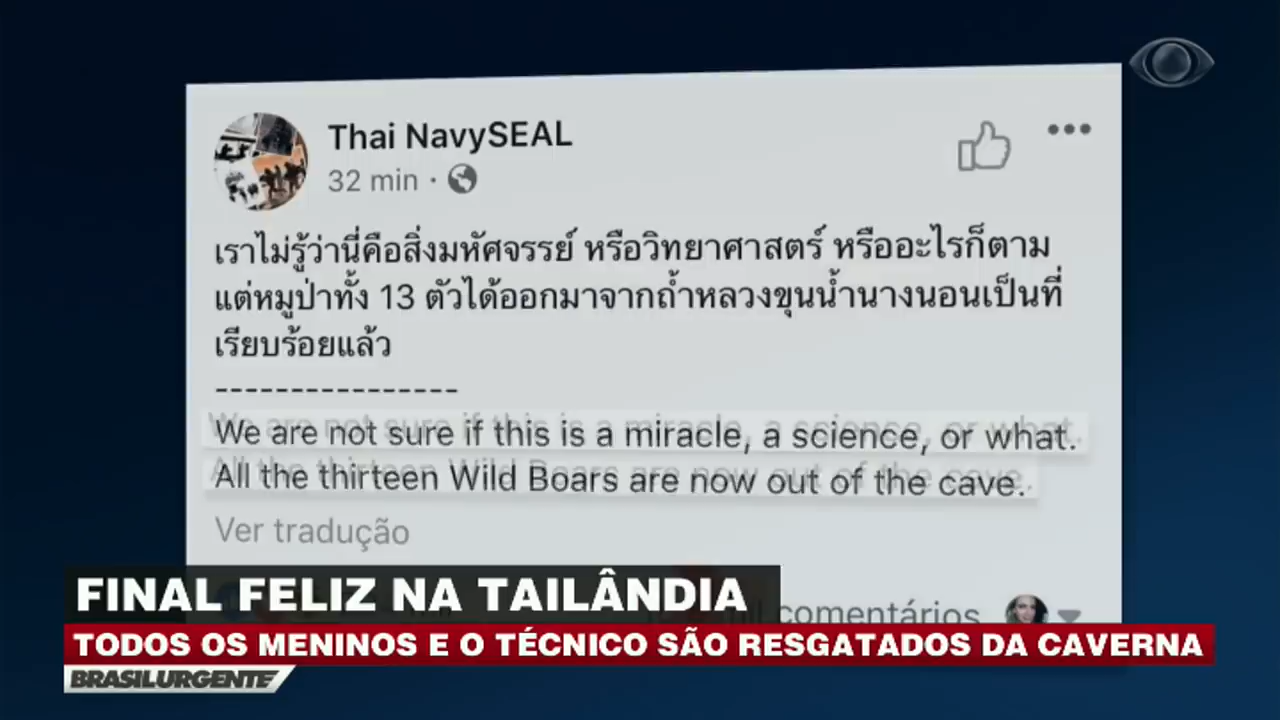 Thai NavySEAL
32 min ·
เราไม่รู้ว่านี่คือสิ่งมหัศจรรย์ หรือวิทยาศาสตร์ หรืออะไรก็ตาม
แต่หมูป่าทั้ง 13 ตัวได้ออกมาจากถ้ำหลวงขุนน้ำนางนอนเป็นที่
เรียบร้อยแล้ว
----------------
We are not sure if this is a miracle, a science, or what.
All the thirteen Wild Boars are now out of the cave.
Ver tradução
comentários
FINAL FELIZ NA TAILÂNDIA
TODOS OS MENINOS E O TÉCNICO SÃO RESGATADOS DA CAVERNA
BRASILURGENTE